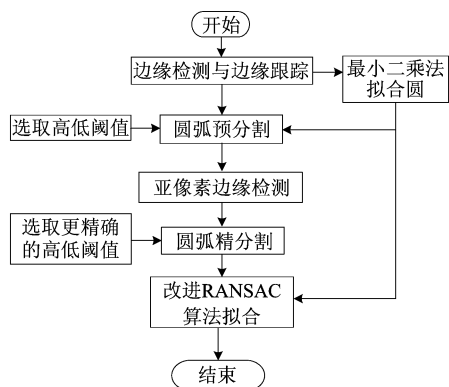 开始
边缘检测与边缘跟踪
最小二乘法
拟合圆
选取高低阈值
圆弧预分割
亚像素边缘检测
选取更精确
的高低阈值
圆弧精分割
改进RANSAC
算法拟合
结束